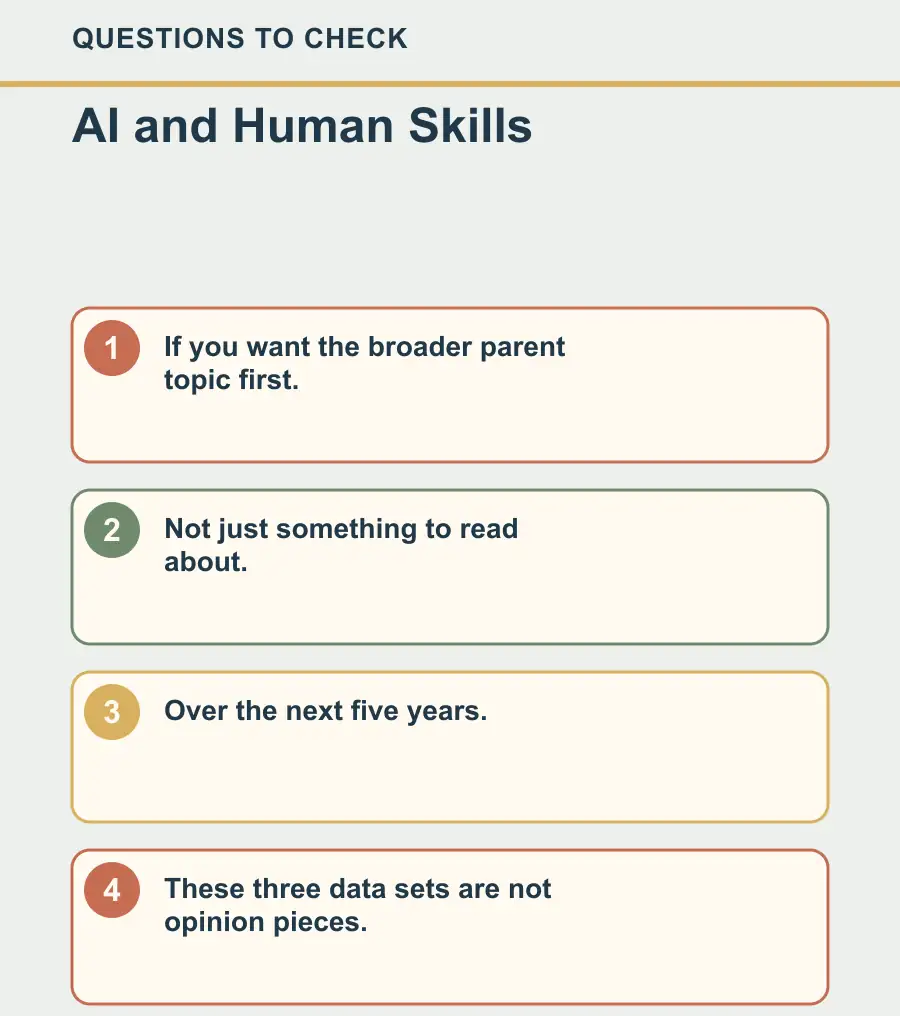 QUESTIONS TO CHECK
AI and Human Skills
1
If you want the broader parent
topic first.
2
Not just something to read
about.
3
Over the next five years.
4
These three data sets are not
opinion pieces.